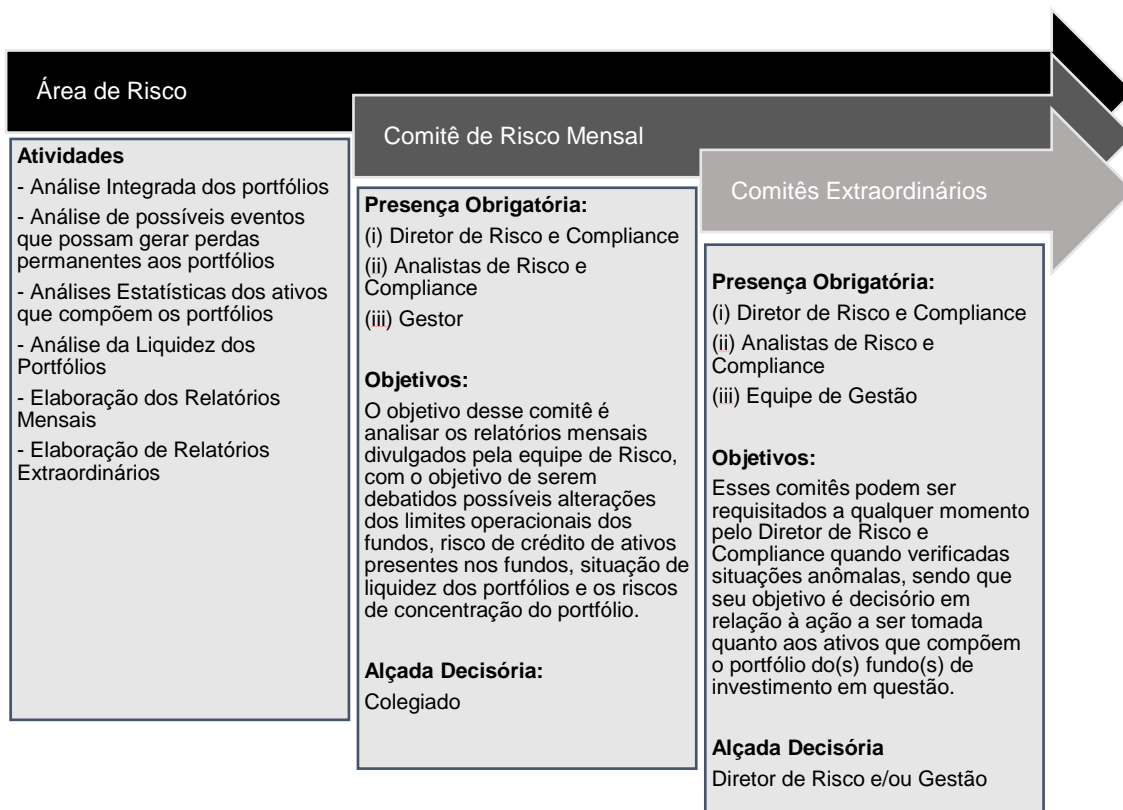 Área de Risco
Atividades
- Análise Integrada dos portfólios
- Análise de possíveis eventos
que possam gerar perdas
permanentes aos portfólios
- Análises Estatísticas dos ativos
que compõem os portfólios
- Análise da Liquidez dos
Portfólios
- Elaboração dos Relatórios
Mensais
- Elaboração de Relatórios
Extraordinários
Comitê de Risco Mensal
Presença Obrigatória:
(i) Diretor de Risco e Compliance
(ii) Analistas de Risco e
Compliance
(iii) Gestor
Objetivos:
O objetivo desse comitê é
analisar os relatórios mensais
divulgados pela equipe de Risco,
com o objetivo de serem
debatidos possíveis alterações
dos limites operacionais dos
fundos, risco de crédito de ativos
presentes nos fundos, situação de
liquidez dos portfólios e os riscos
de concentração do portfólio.
Alçada Decisória:
Colegiado
Comitês Extraordinários
Presença Obrigatória:
(i) Diretor de Risco e Compliance
(ii) Analistas de Risco e
Compliance
(iii) Equipe de Gestão
Objetivos:
Esses comitês podem ser
requisitados a qualquer momento
pelo Diretor de Risco e
Compliance quando verificadas
situações anômalas, sendo que
seu objetivo é decisório em
relação à ação a ser tomada
quanto aos ativos que compõem
o portfólio do(s) fundo(s) de
investimento em questão.
Alçada Decisória
Diretor de Risco e/ou Gestão